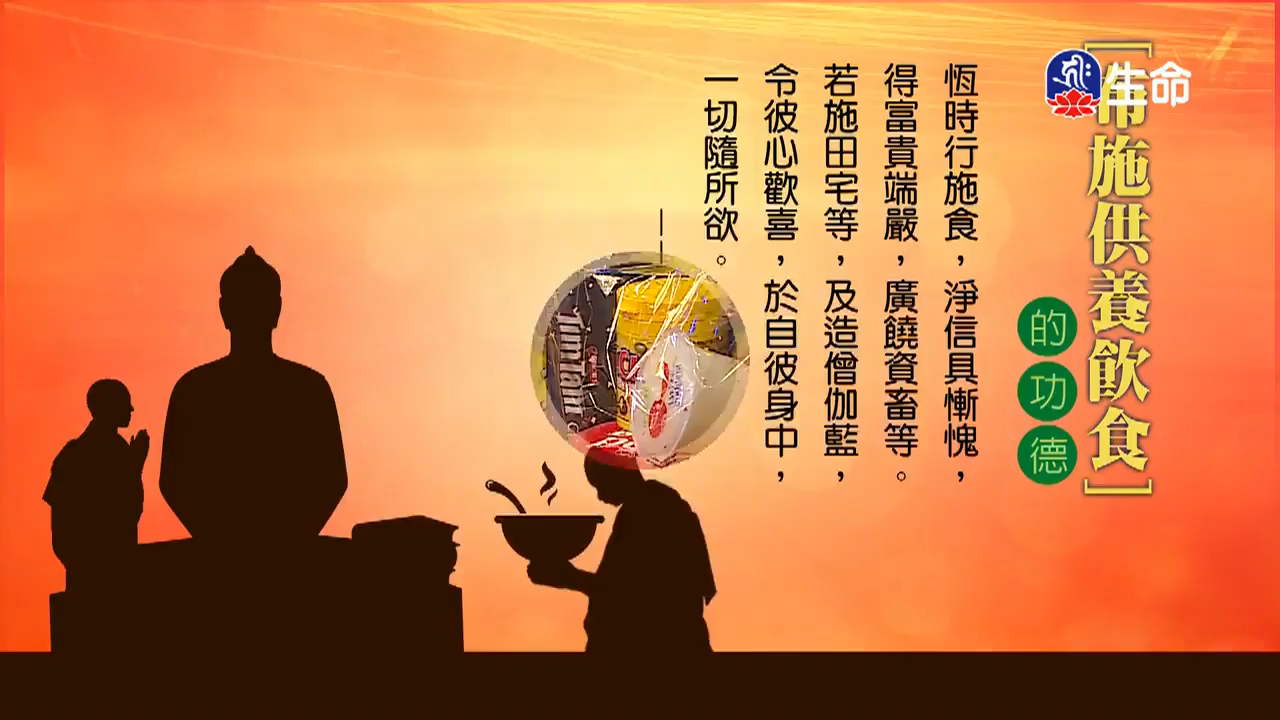 生命
[施供養飲食]
的功德
恆時行施食，淨信具慚愧，
得富貴端嚴，廣饒資畜等。
若施田宅等，及造僧伽藍，
令彼心歡喜，於自彼身中，
一切隨所欲。